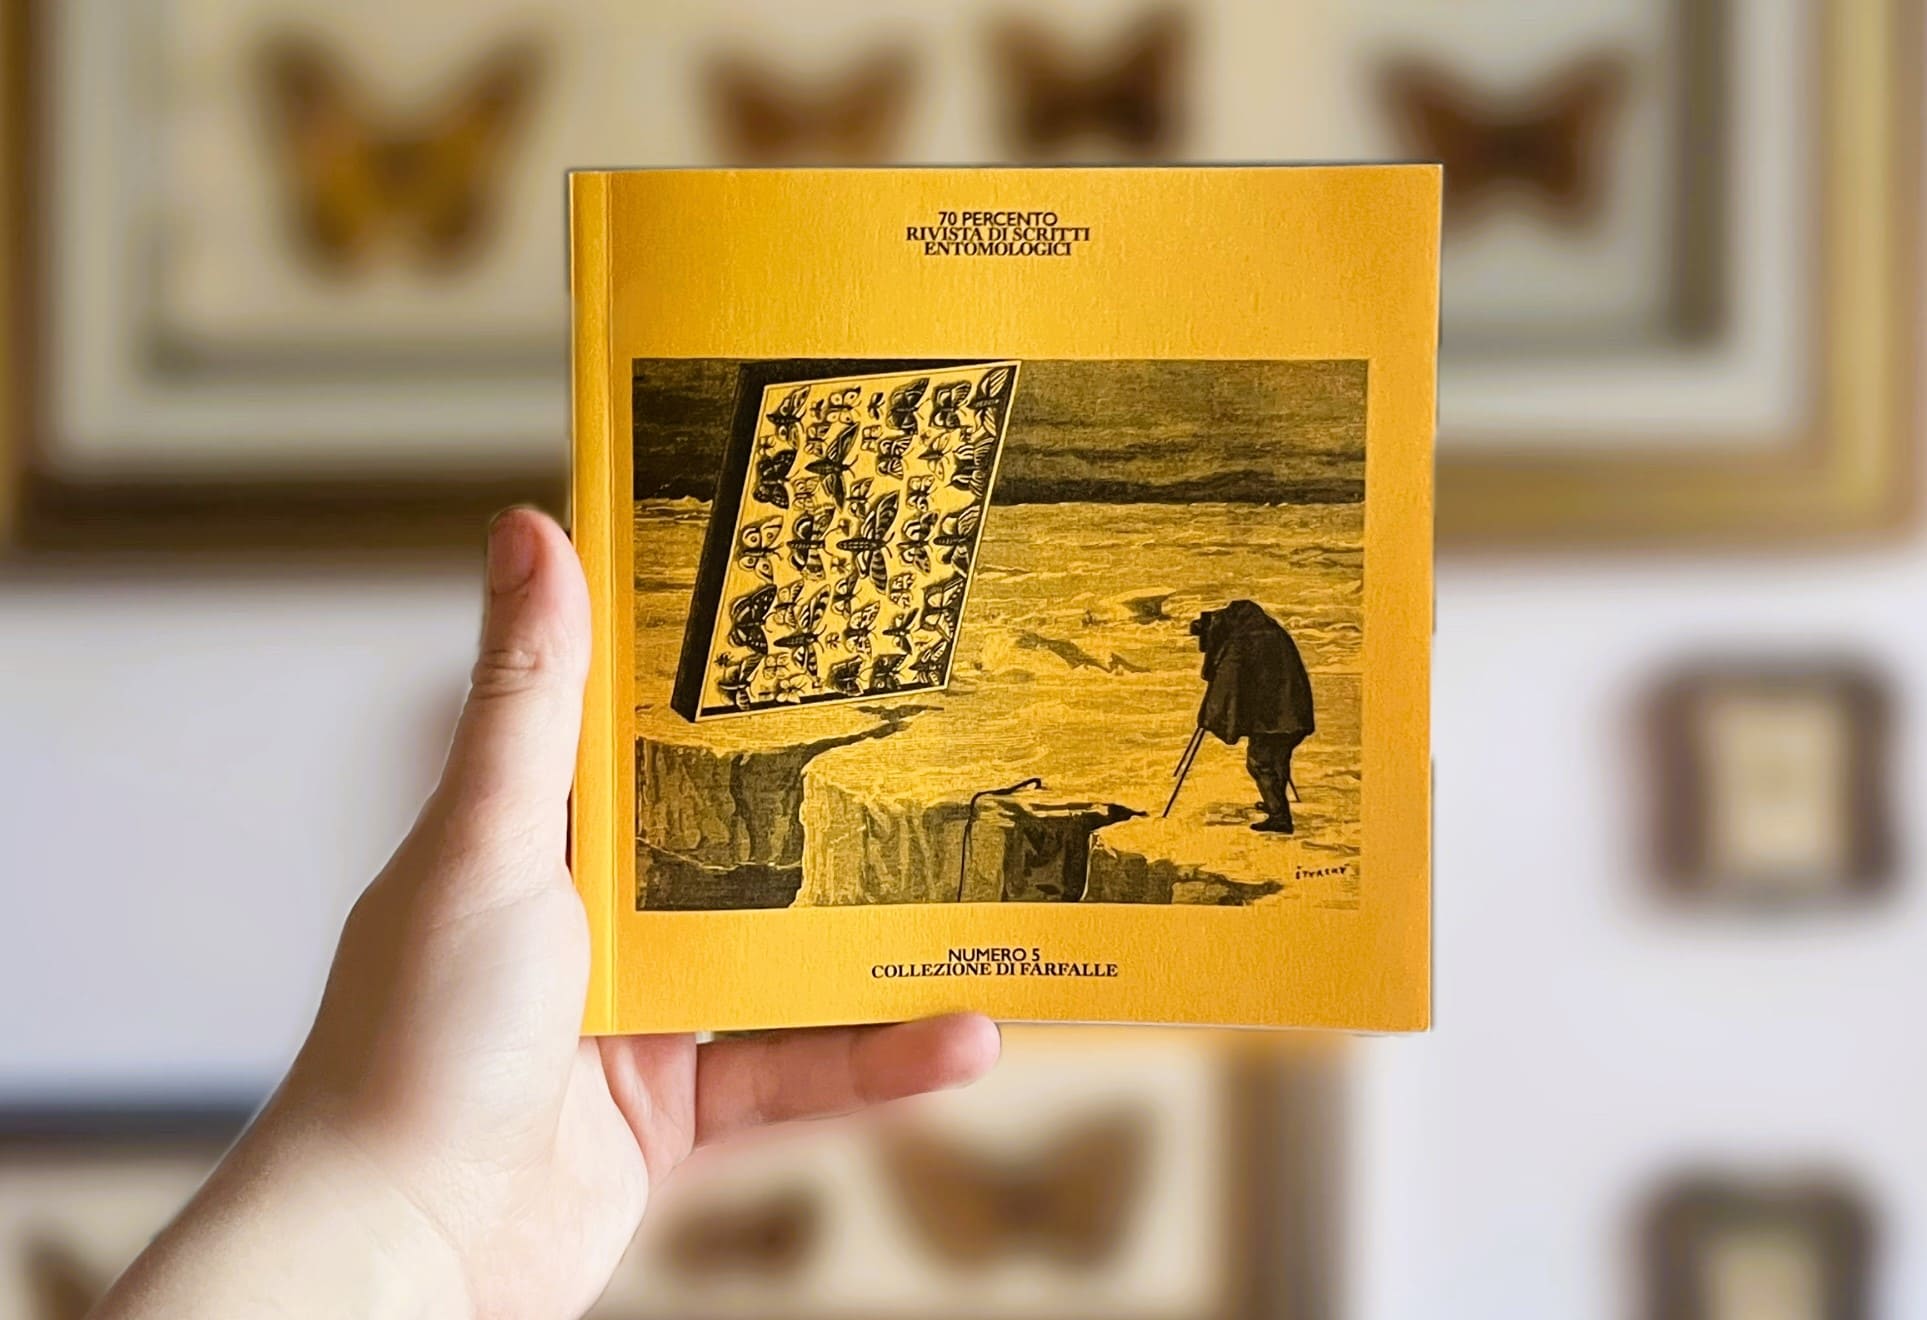 70 PERCENTO
RIVISTA DI SCRITTI
ENTOMOLOGICI
NUMERO 5
COLLEZIONE DI FARFALLE